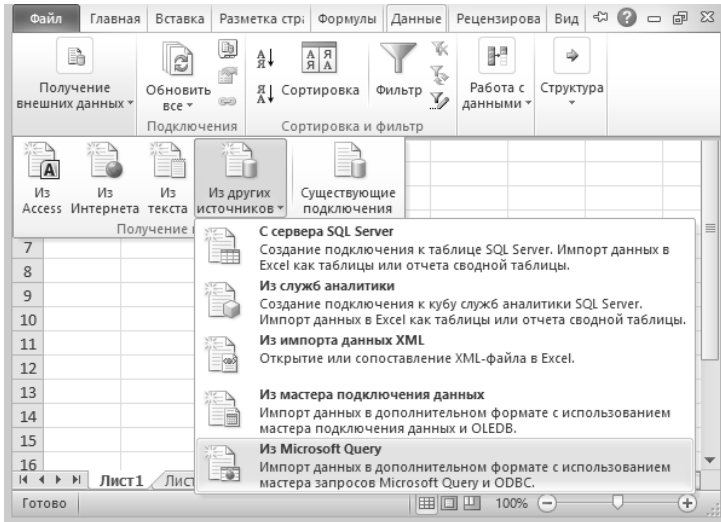 Файл Главная Вставка Разметка стра Формулы Данные Рецензирова Вид
Получение внешних данных
Обновить все
Подключения
Сортировка
Фильтр
Сортировка и фильтр
Работа с данными
Структура
Из Access
Из Интернета
Из текста
Из других источников
Существующие подключения
Получение
С сервера SQL Server
Создание подключения к таблице SQL Server. Импорт данных в
Excel как таблицы или отчета сводной таблицы.
Из служб аналитики
Создание подключения к кубу служб аналитики SQL Server.
Импорт данных в Excel как таблицы или отчета сводной таблицы.
Из импорта данных XML
Открытие или сопоставление XML-файла в Excel.
Из мастера подключения данных
Импорт данных в дополнительном формате с использованием
мастера подключения данных и OLEDB.
Из Microsoft Query
Импорт данных в дополнительном формате с использованием
мастера запросов Microsoft Query и ODBC.
7
8
9
10
11
12
13
14
15
16
Лист1 Лист
Готово 100%